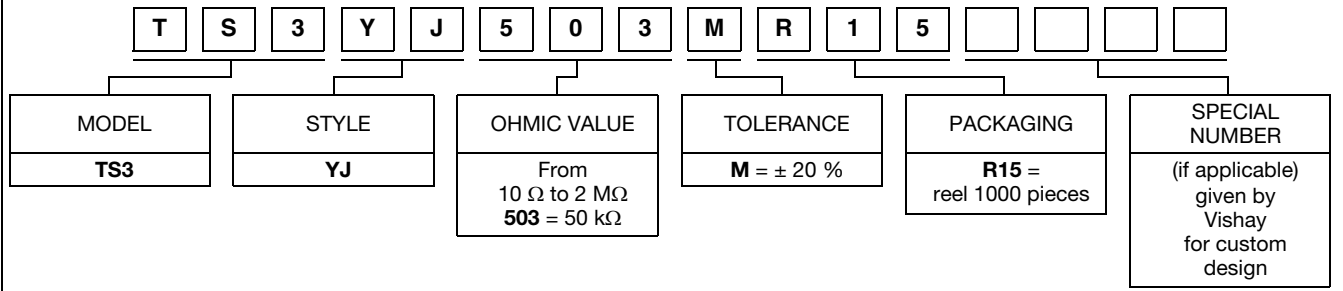 T S 3 Y J 5 0 3 M R 1 5
MODEL
TS3
STYLE
YJ
OHMIC VALUE
From
10 Ω to 2 MΩ
503 = 50 kΩ
TOLERANCE
M = ± 20 %
PACKAGING
R15 =
reel 1000 pieces
SPECIAL
NUMBER
(if applicable)
given by
Vishay
for custom
design